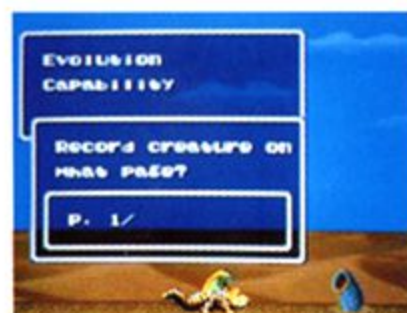 Evolution
Capability
Record creature on
what page?
P. 1/